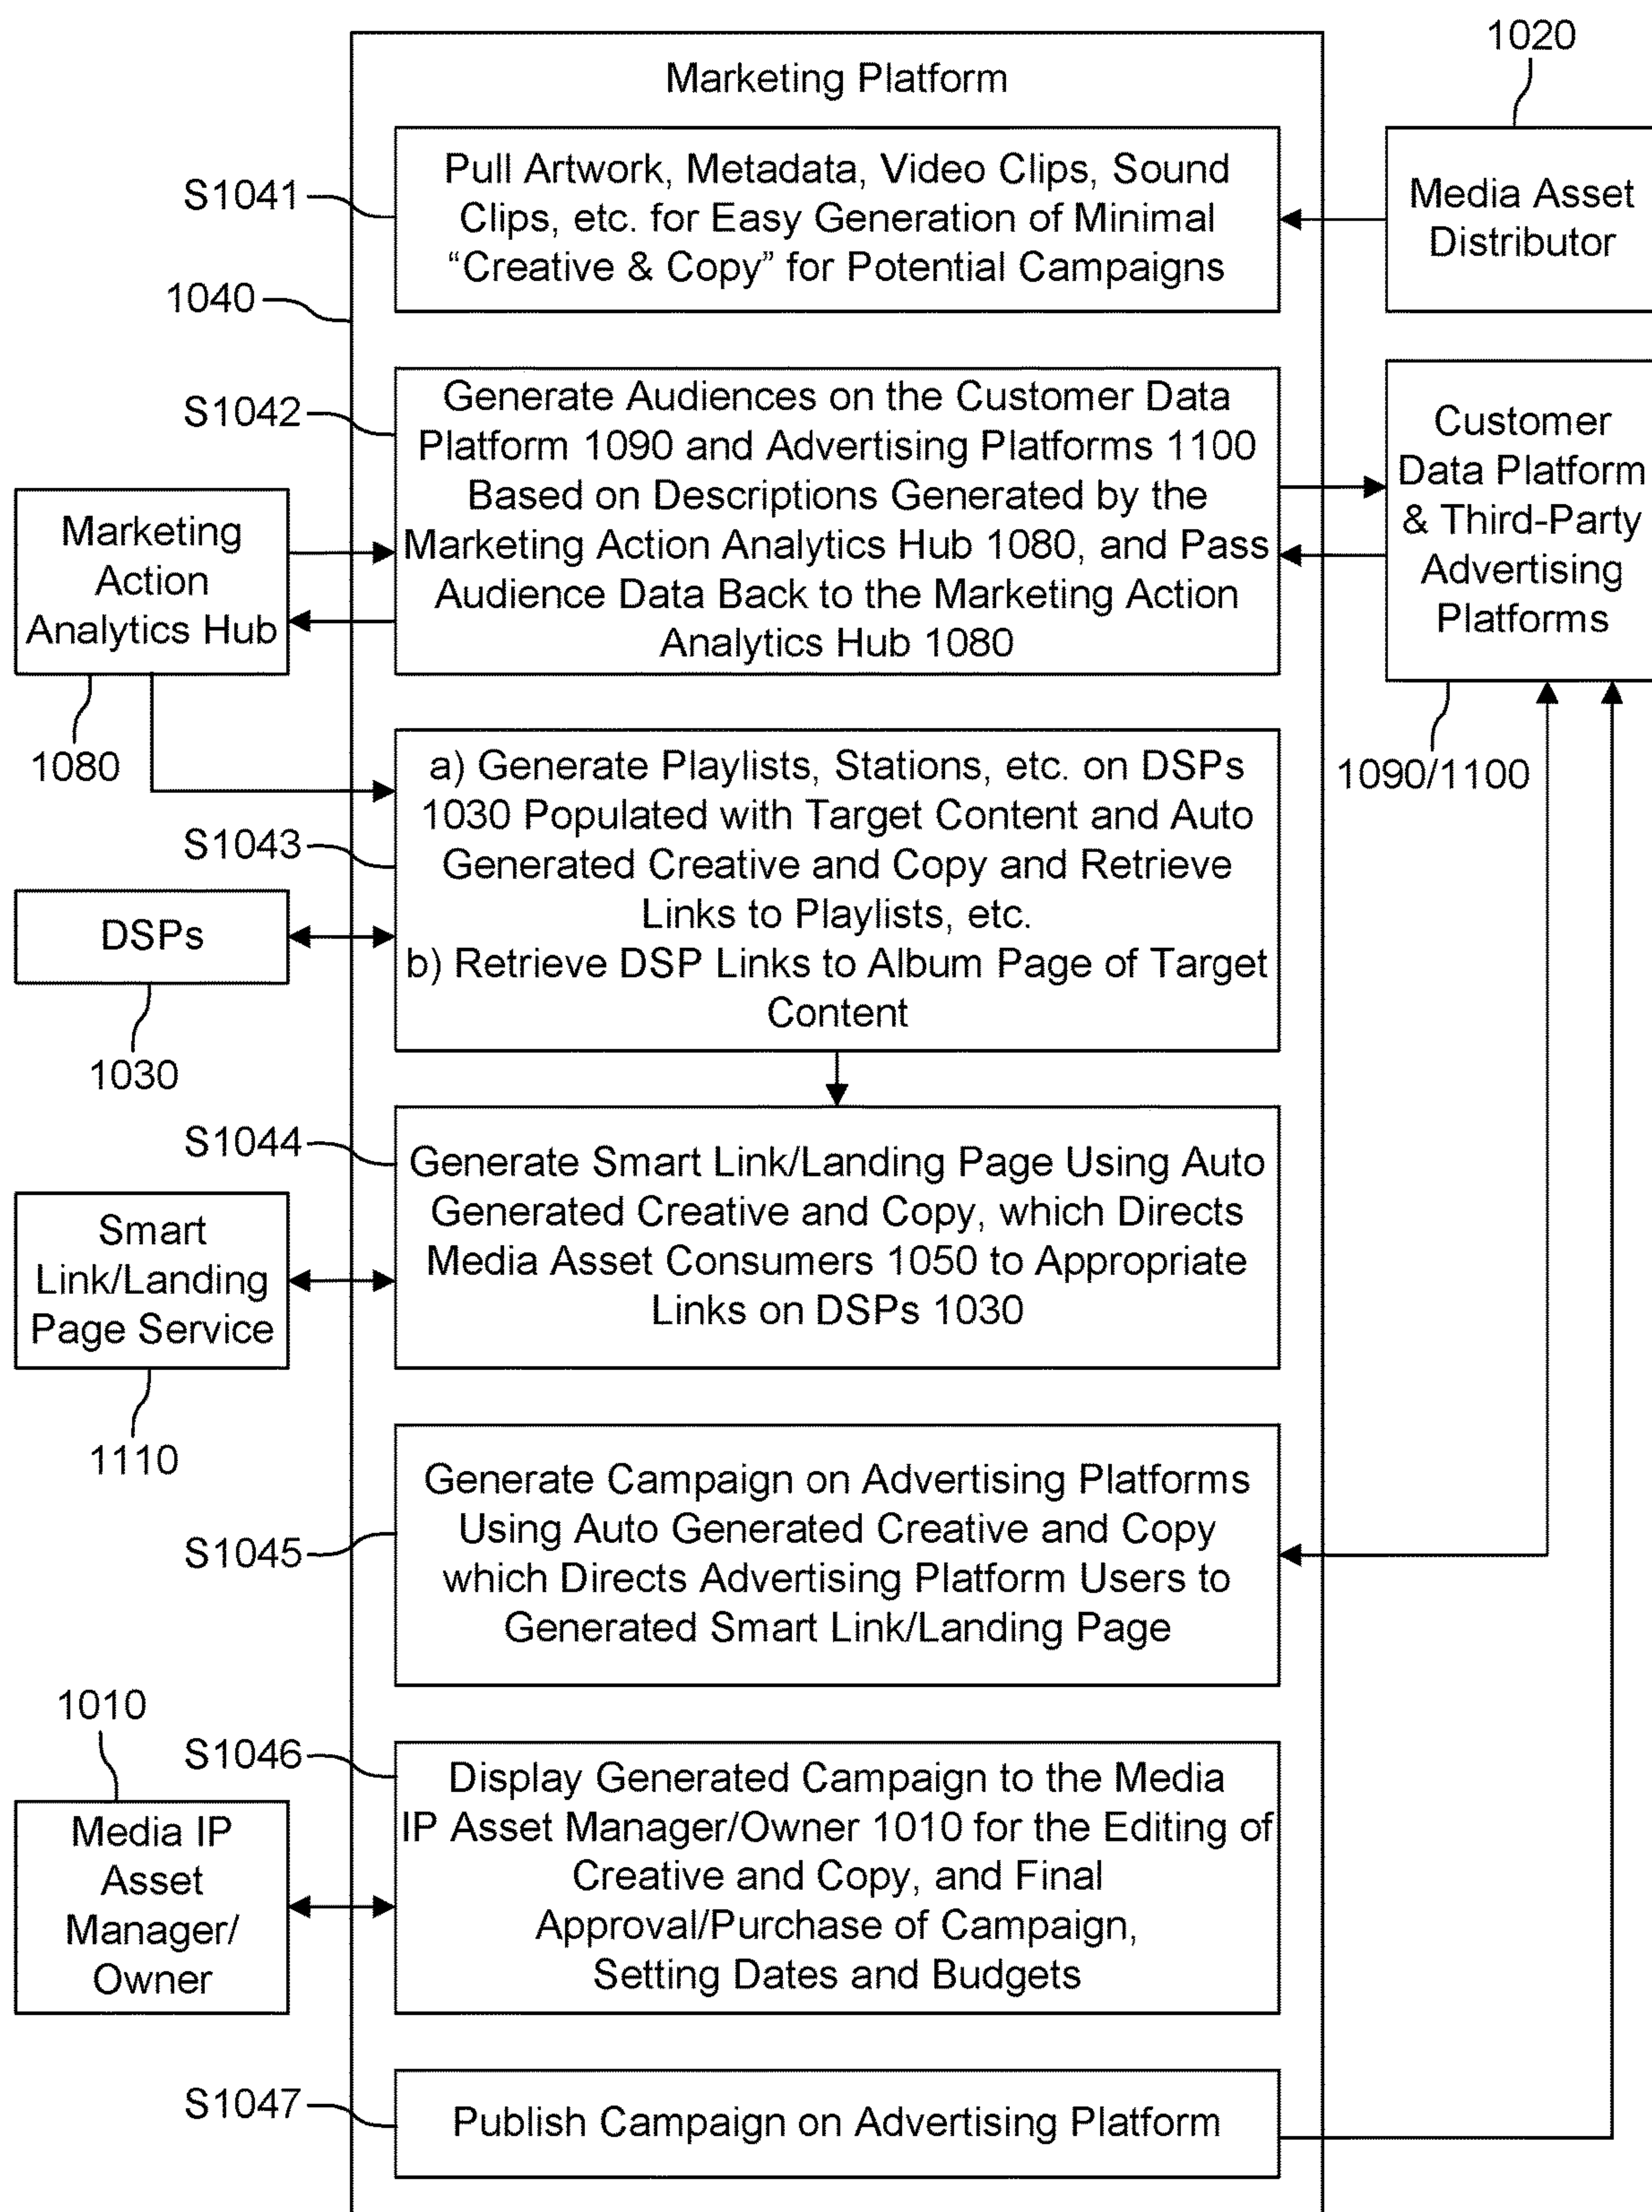 1020
Marketing Platform
Pull Artwork, Metadata, Video Clips, Sound
Clips, etc. for Easy Generation of Minimal
“Creative & Copy” for Potential Campaigns
S1041
Media Asset
Distributor
1040
Generate Audiences on the Customer Data
Platform 1090 and Advertising Platforms 1100
Based on Descriptions Generated by the
Marketing Action Analytics Hub 1080, and Pass
Audience Data Back to the Marketing Action
Analytics Hub 1080
S1042
Customer
Data Platform
& Third-Party
Advertising
Platforms
1090/1100
Marketing
Action
Analytics Hub
1080
a) Generate Playlists, Stations, etc. on DSPs
1030 Populated with Target Content and Auto
Generated Creative and Copy and Retrieve
Links to Playlists, etc.
b) Retrieve DSP Links to Album Page of Target
Content
S1043
DSPs
1030
S1044
Generate Smart Link/Landing Page Using Auto
Generated Creative and Copy, which Directs
Media Asset Consumers 1050 to Appropriate
Links on DSPs 1030
Smart
Link/Landing
Page Service
1110
Generate Campaign on Advertising Platforms
Using Auto Generated Creative and Copy
which Directs Advertising Platform Users to
Generated Smart Link/Landing Page
S1045
1010
S1046
Display Generated Campaign to the Media
IP Asset Manager/Owner 1010 for the Editing of
Creative and Copy, and Final
Approval/Purchase of Campaign,
Setting Dates and Budgets
Media IP
Asset
Manager/
Owner
S1047
Publish Campaign on Advertising Platform